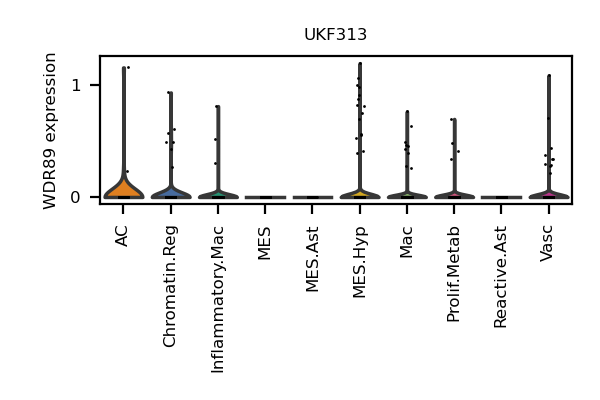 UKF313
WDR89 expression
1
0
AC
Chromatin.Reg
Inflammatory.Mac
MES
MES.Ast
MES.Hyp
Mac
Prolif.Metab
Reactive.Ast
Vasc